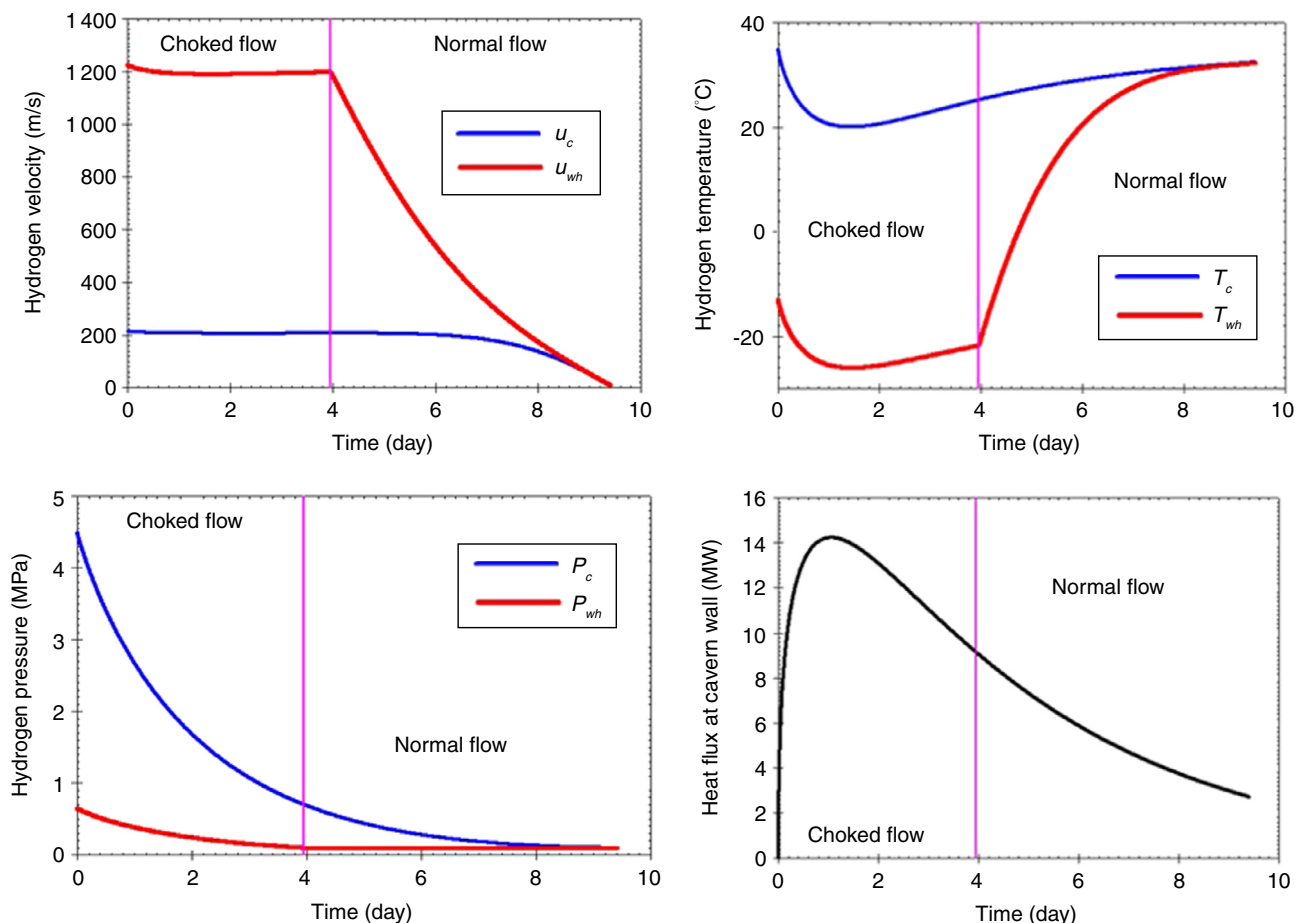 Hydrogen velocity (m/s)
1 400
1200
1 000
800
600
400
200
0
Choked flow
Normal flow
u_c
u_wh
0 2 4 6 8 10
Time (day)
Hydrogen temperature (°C)
40
20
0
-20
Choked flow
Normal flow
T_c
T_wh
0 2 4 6 8 10
Time (day)
Hydrogen pressure (MPa)
5
4
3
2
1
0
Choked flow
Normal flow
P_c
P_wh
0 2 4 6 8 10
Time (day)
Heat flux at cavern wall (MW)
16
14
12
10
8
6
4
2
0
Normal flow
Choked flow
0 2 4 6 8 10
Time (day)